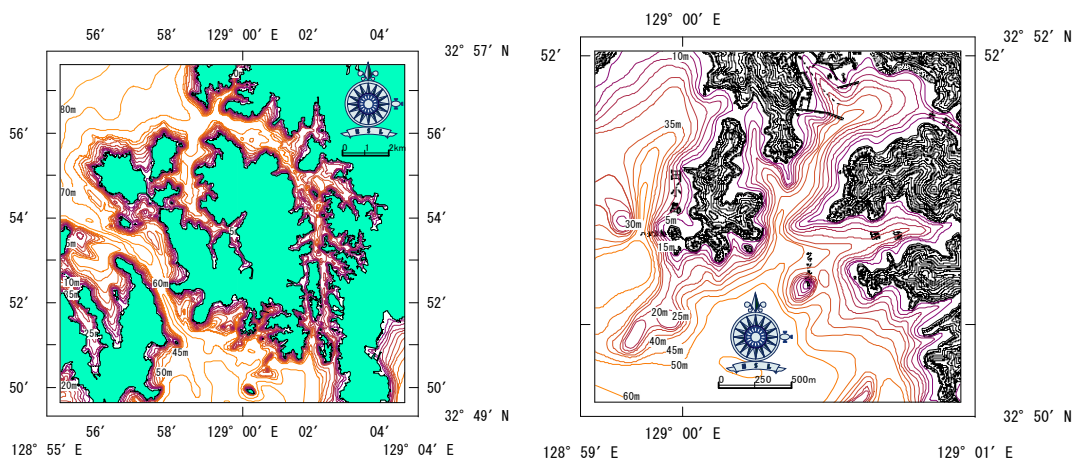 56′ 58′ 129° 00′ E 02′ 04′
32° 57′ N
80m
0 1 2km
56′ 56′
70m
54′ 54′
5m
10m
15m
60m
52′ 52′
25m
45m
50m
20m
50′ 50′
32° 49′ N
56′ 58′ 129° 00′ E 02′ 04′
128° 55′ E 129° 04′ E
129° 00′ E
32° 52′ N
52′ 52′
10m
35m
5m
30m
15m
20m 25m
40m
45m
50m
0 250 500m
60m
32° 50′ N
129° 00′ E
128° 59′ E 129° 01′ E